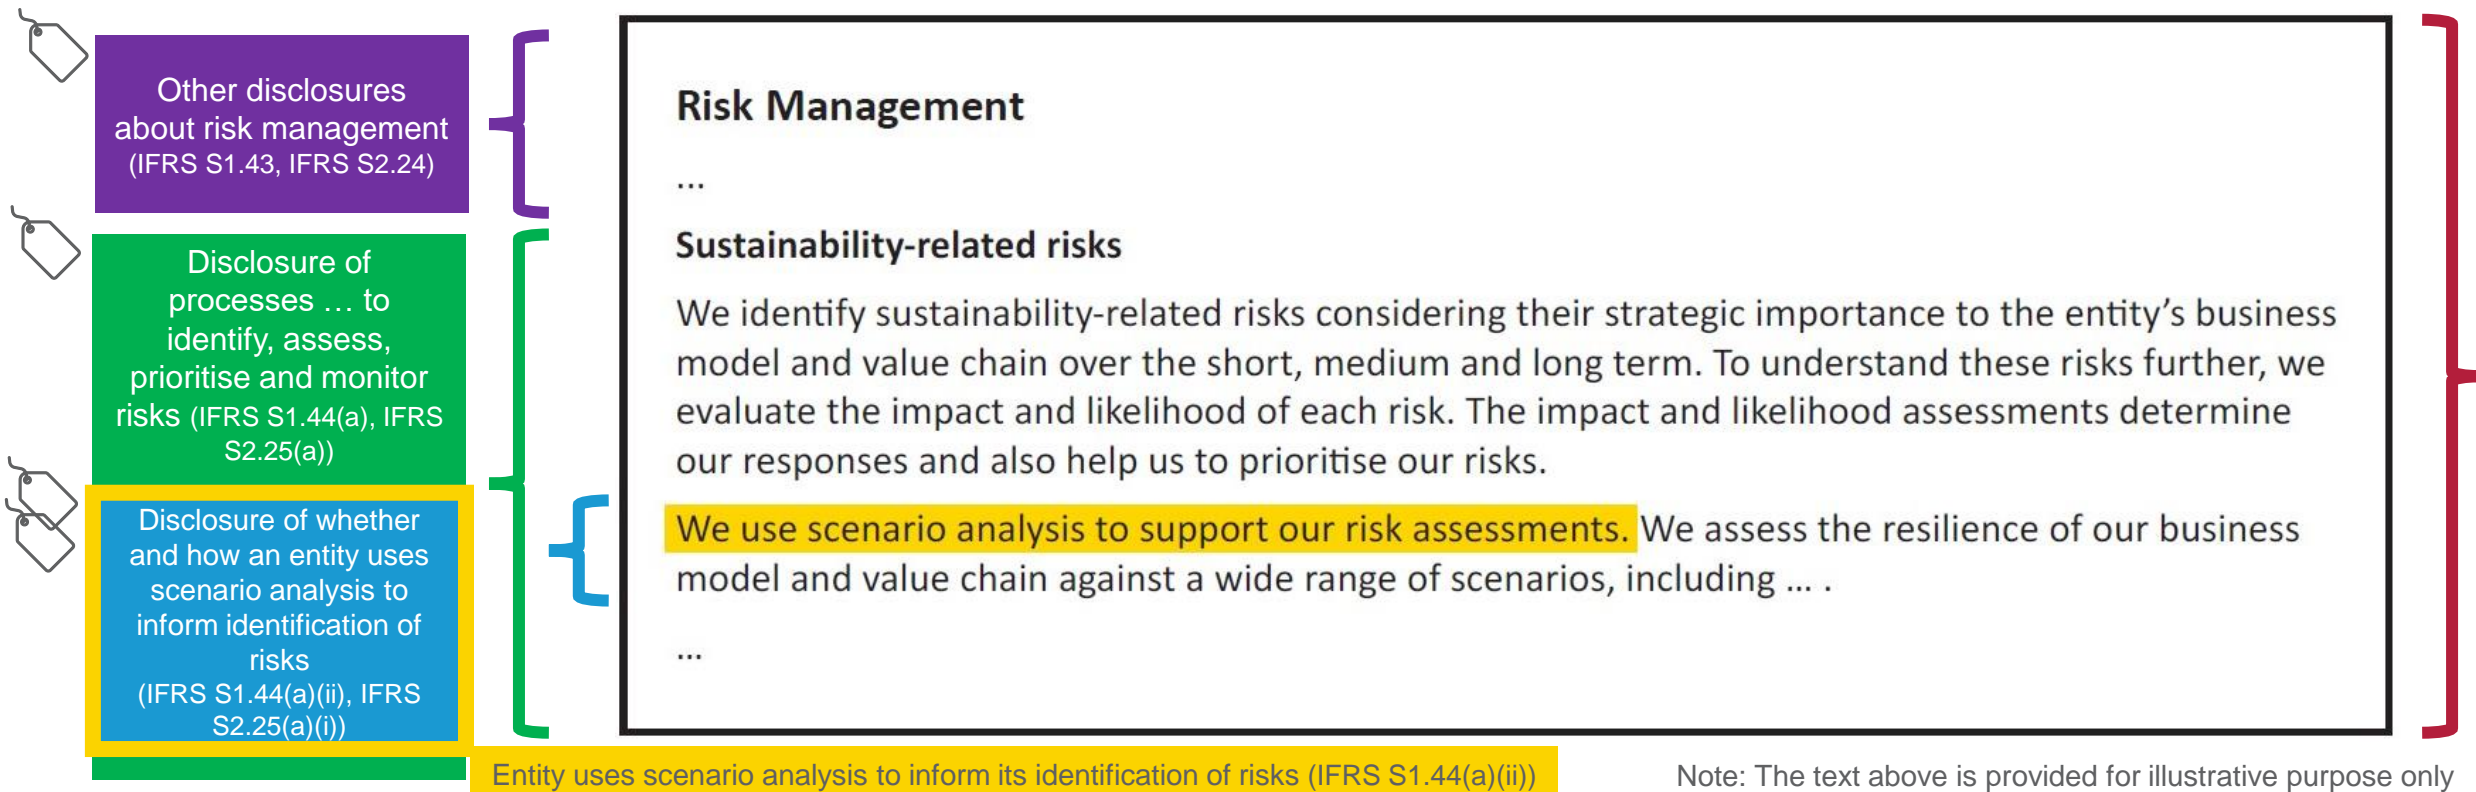 Other disclosures
about risk management
(IFRS S1.43, IFRS S2.24)
Disclosure of
processes … to
identify, assess,
prioritise and monitor
risks (IFRS S1.44(a), IFRS
S2.25(a))
Disclosure of whether
and how an entity uses
scenario analysis to
inform identification of
risks
(IFRS S1.44(a)(ii), IFRS
S2.25(a)(i))
Risk Management
...
Sustainability-related risks
We identify sustainability-related risks considering their strategic importance to the entity’s business
model and value chain over the short, medium and long term. To understand these risks further, we
evaluate the impact and likelihood of each risk. The impact and likelihood assessments determine
our responses and also help us to prioritise our risks.
We use scenario analysis to support our risk assessments. We assess the resilience of our business
model and value chain against a wide range of scenarios, including ... .
...
Entity uses scenario analysis to inform its identification of risks (IFRS S1.44(a)(ii))
Note: The text above is provided for illustrative purpose only